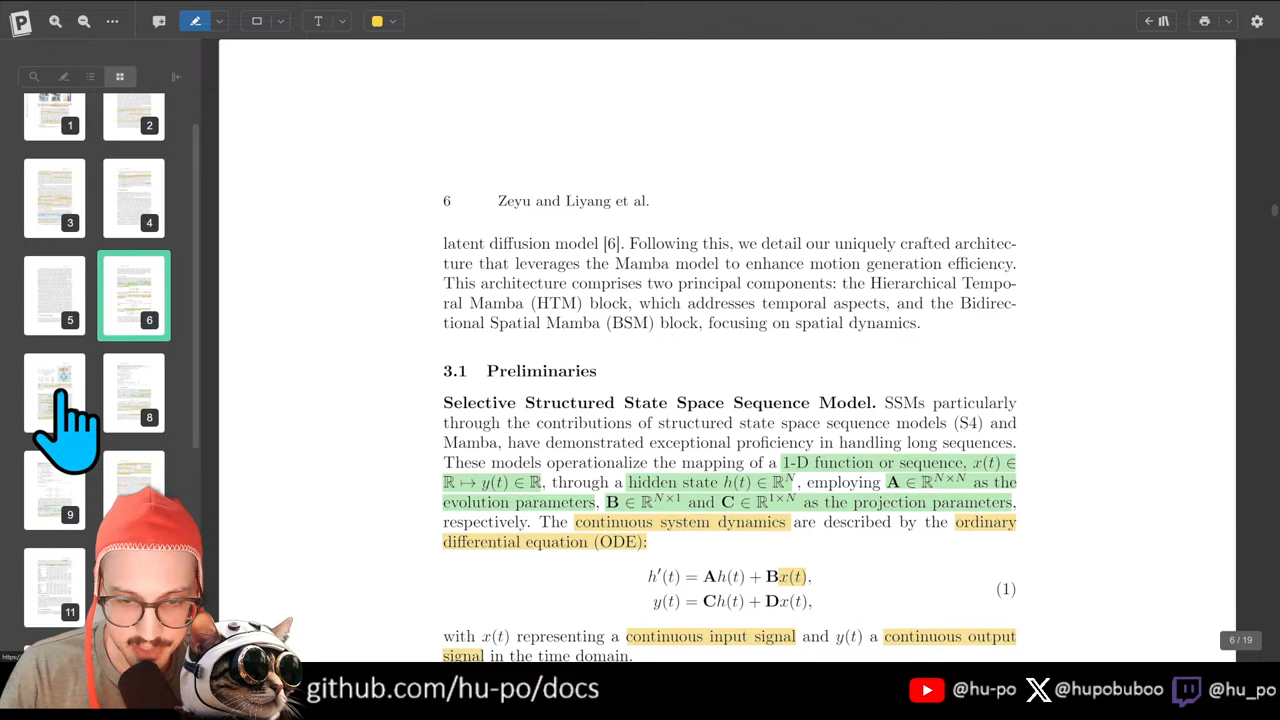 1
2
3
4
5
6
8
9
11
6 Zeyu and Liyang et al.
latent diffusion model [6]. Following this, we detail our uniquely crafted architec-
ture that leverages the Mamba model to enhance motion generation efficiency.
This architecture comprises two principal components: the Hierarchical Tempo-
ral Mamba (HTM) block, which addresses temporal aspects, and the Bidirec-
tional Spatial Mamba (BSM) block, focusing on spatial dynamics.
3.1 Preliminaries
Selective Structured State Space Sequence Model. SSMs particularly
through the contributions of structured state space sequence models (S4) and
Mamba, have demonstrated exceptional proficiency in handling long sequences.
These models operationalize the mapping of a 1-D function or sequence, x(t) ∈
ℝ ↦ y(t) ∈ ℝ, through a hidden state h(t) ∈ ℝᴺ, employing A ∈ ℝᴺˣᴺ as the
evolution parameters, B ∈ ℝᴺˣ¹ and C ∈ ℝ¹ˣᴺ as the projection parameters,
respectively. The continuous system dynamics are described by the ordinary
differential equation (ODE):
h′(t) = Ah(t) + Bx(t),
y(t) = Ch(t) + Dx(t),
(1)
with x(t) representing a continuous input signal and y(t) a continuous output
signal in the time domain.
6 / 19
github.com/hu-po/docs
@hu-po
@hupobuboo
@hu_po